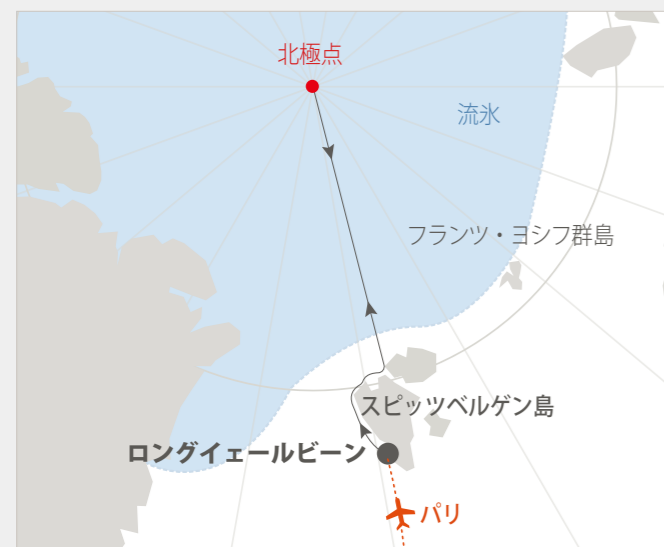 北極点
流氷
フランツ・ヨシフ群島
スピッツベルゲン島
ロングイェールビーン
パリ